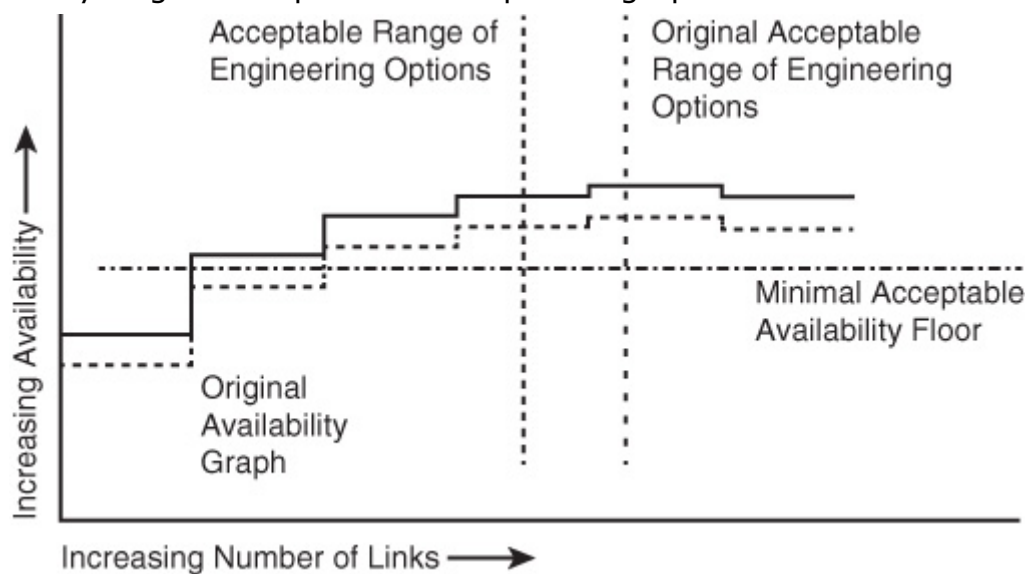 Acceptable Range of
Engineering Options
Original Acceptable
Range of Engineering
Options
Increasing Availability
Minimal Acceptable
Availability Floor
Original
Availability
Graph
Increasing Number of Links